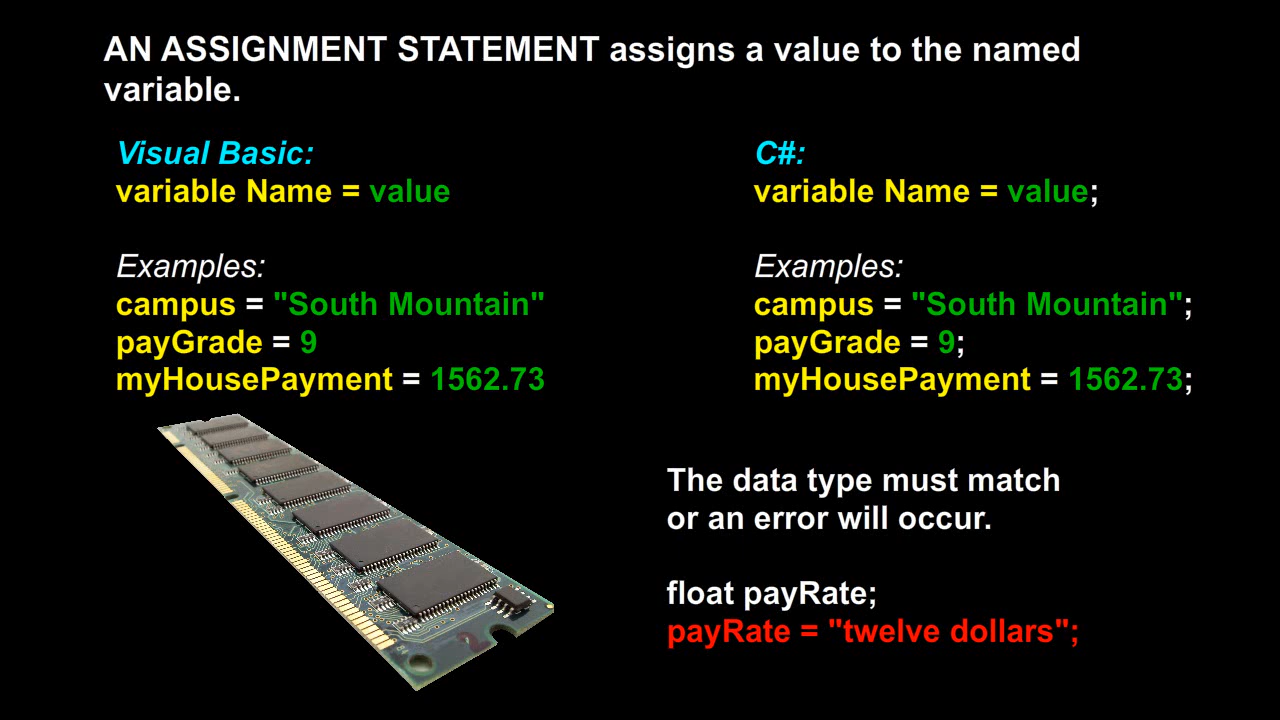 AN ASSIGNMENT STATEMENT assigns a value to the named
variable.
Visual Basic:
variable Name = value
Examples:
campus = "South Mountain"
payGrade = 9
myHousePayment = 1562.73
C#:
variable Name = value;
Examples:
campus = "South Mountain";
payGrade = 9;
myHousePayment = 1562.73;
The data type must match
or an error will occur.
float payRate;
payRate = "twelve dollars";